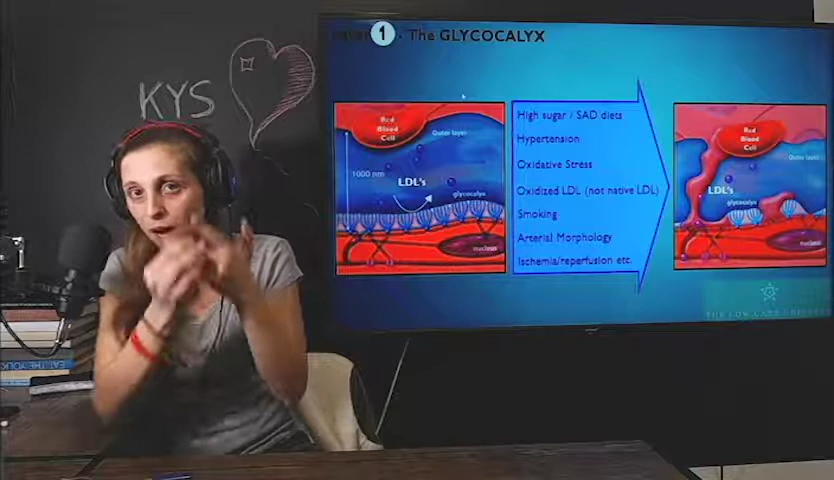 KYS
1 - The GLYCOCALYX
Red
Blood
Cell
Outer layer
1000 nm
LDL's
glycocalyx
nucleus
High sugar / SAD diets
Hypertension
Oxidative Stress
Oxidized LDL (not native LDL)
Smoking
Arterial Morphology
Ischemia/reperfusion etc.
Red
Blood
Cell
Outer layer
LDL's
glycocalyx
nucleus
THE LOW CARB
EAT THE